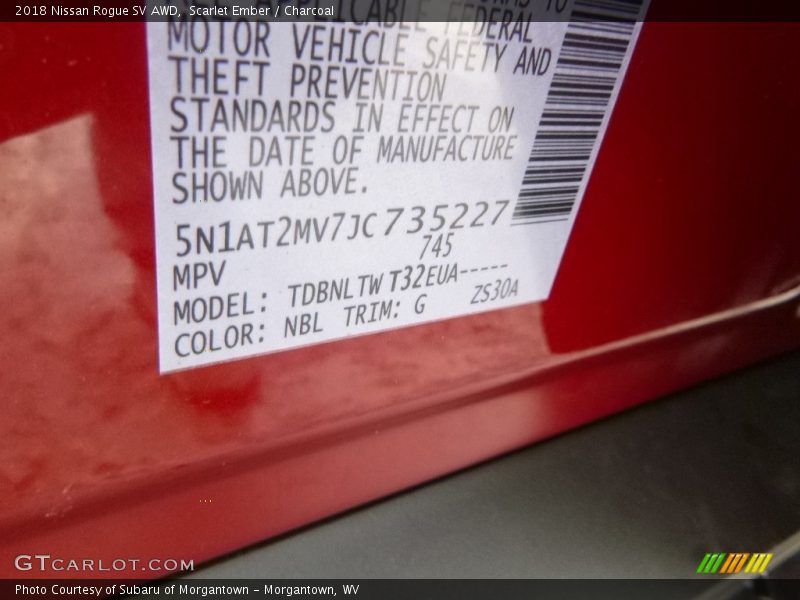 2018 Nissan Rogue SV AWD, Scarlet Ember / Charcoal
FEDERAL
MOTOR VEHICLE SAFETY AND
THEFT PREVENTION
STANDARDS IN EFFECT ON
THE DATE OF MANUFACTURE
SHOWN ABOVE.
5N1AT2MV7JC735227
745
MPV
MODEL: TDBNLTW T32EUA-----
COLOR: NBL TRIM: G ZS30A
GTCARLOT.COM
Photo Courtesy of Subaru of Morgantown - Morgantown, WV